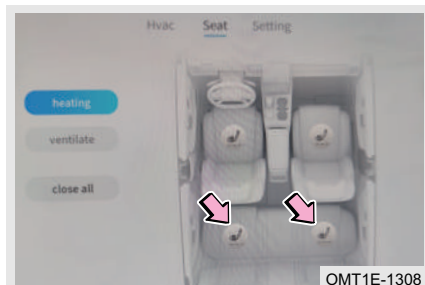 Hvac Seat Setting
heating
ventilate
close all
OMT1E-1308